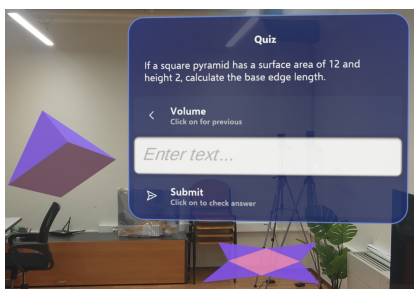 Quiz
If a square pyramid has a surface area of 12 and
height 2, calculate the base edge length.
Volume
Click on for previous
Enter text...
Submit
Click on to check answer